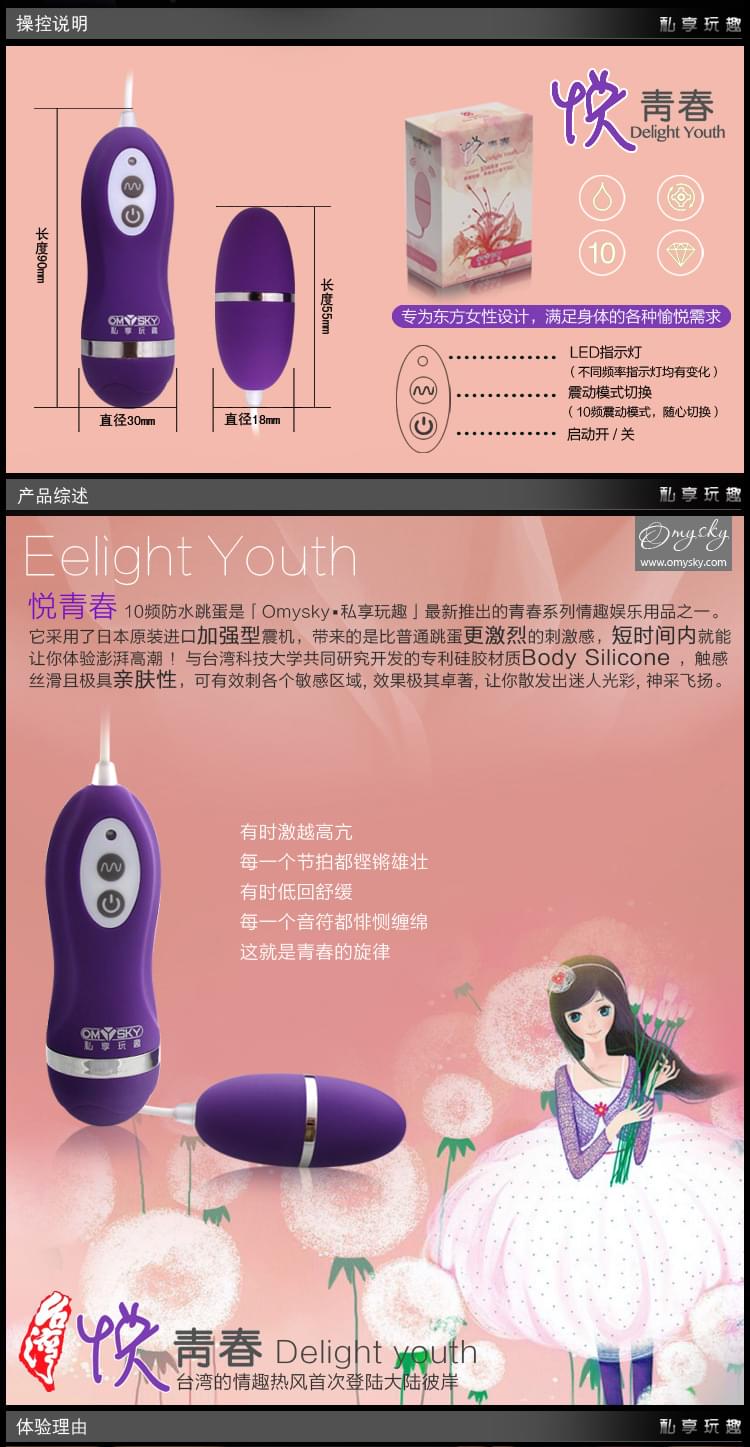 操控说明
私享玩趣
悦 青春
Delight Youth
10
长度90mm
长度55mm
OMYSKY
私享玩趣
直径30mm
直径18mm
悦 青春
Delight Youth
专为东方女性设计，满足身体的各种愉悦需求
LED指示灯
（不同频率指示灯均有变化）
震动模式切换
（10频震动模式，随心切换）
启动开 / 关
产品综述
私享玩趣
Eelight Youth
Omysky
www.omysky.com
悦青春 10频防水跳蛋是「Omysky▪私享玩趣」最新推出的青春系列情趣娱乐用品之一。
它采用了日本原装进口加强型震机，带来的是比普通跳蛋更激烈的刺激感，短时间内就能
让你体验澎湃高潮！与台湾科技大学共同研究开发的专利硅胶材质Body Silicone ，触感
丝滑且极具亲肤性，可有效刺各个敏感区域, 效果极其卓著, 让你散发出迷人光彩, 神采飞扬。
有时激越高亢
每一个节拍都铿锵雄壮
有时低回舒缓
每一个音符都悱恻缠绵
这就是青春的旋律
OMYSKY
私享玩趣
台湾
悦 青春 Delight youth
台湾的情趣热风首次登陆大陆彼岸
体验理由
私享玩趣